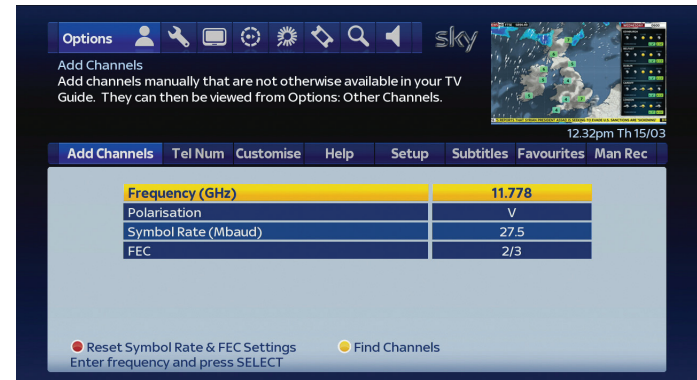 Options
sky
Add Channels
Add channels manually that are not otherwise available in your TV
Guide. They can then be viewed from Options: Other Channels.
12.32pm Th 15/03
Add Channels Tel Num Customise Help Setup Subtitles Favourites Man Rec
Frequency (GHz) 11.778
Polarisation V
Symbol Rate (Mbaud) 27.5
FEC 2/3
Reset Symbol Rate & FEC Settings Find Channels
Enter frequency and press SELECT